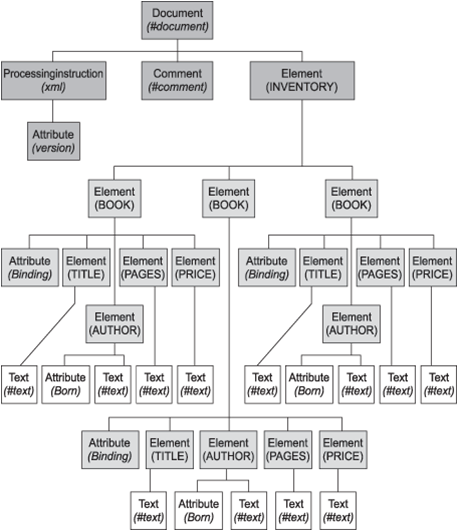 Document
(#document)
Processinginstruction
(xml)
Comment
(#comment)
Element
(INVENTORY)
Attribute
(version)
Element
(BOOK)
Element
(BOOK)
Element
(BOOK)
Attribute
(Binding)
Element
(TITLE)
Element
(PAGES)
Element
(PRICE)
Attribute
(Binding)
Element
(TITLE)
Element
(PAGES)
Element
(PRICE)
Element
(AUTHOR)
Element
(AUTHOR)
Text
(#text)
Attribute
(Born)
Text
(#text)
Text
(#text)
Text
(#text)
Text
(#text)
Attribute
(Born)
Text
(#text)
Text
(#text)
Text
(#text)
Attribute
(Binding)
Element
(TITLE)
Element
(AUTHOR)
Element
(PAGES)
Element
(PRICE)
Text
(#text)
Attribute
(Born)
Text
(#text)
Text
(#text)
Text
(#text)